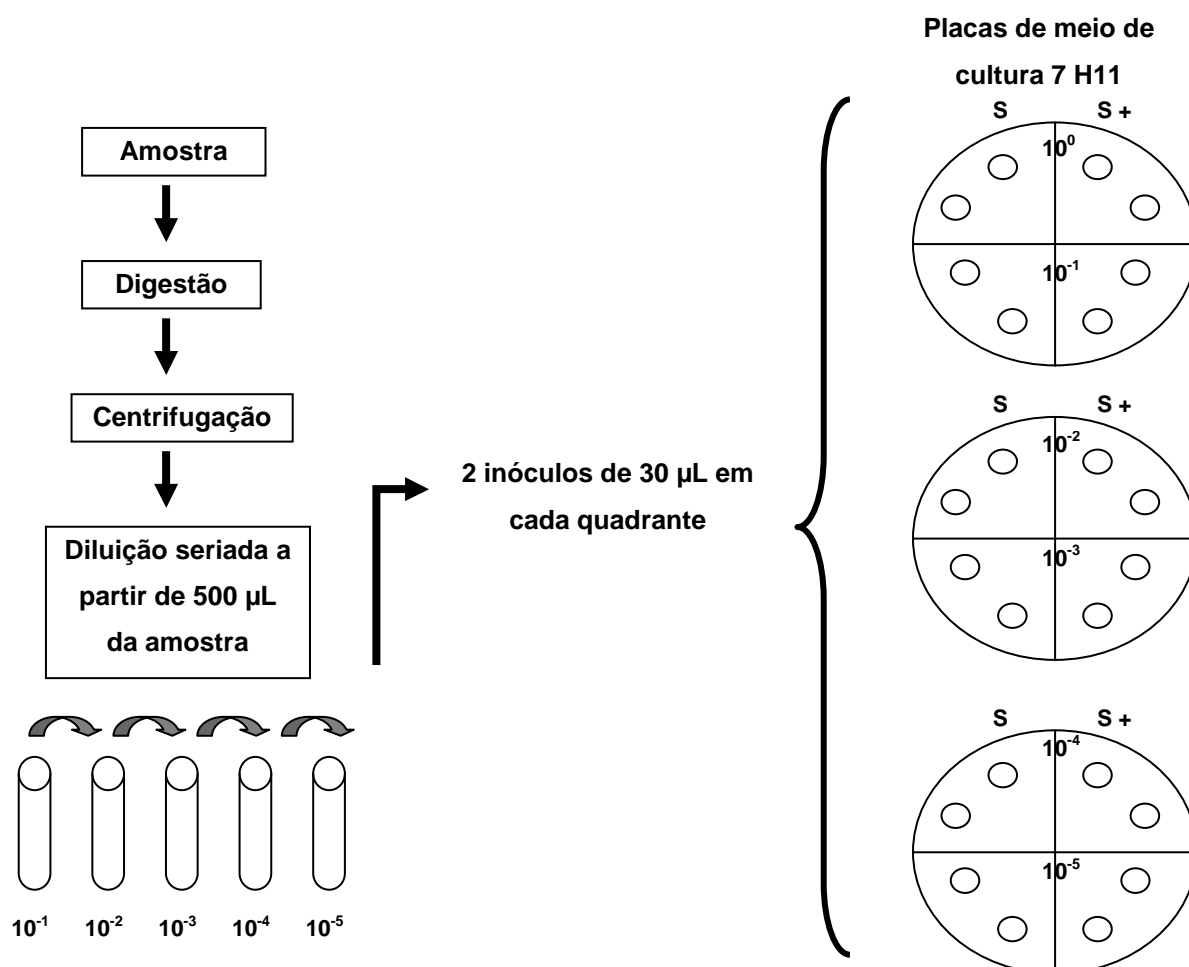 Amostra
Digestão
Centrifugação
Diluição seriada a
partir de 500 µL
da amostra
10⁻¹ 10⁻² 10⁻³ 10⁻⁴ 10⁻⁵
2 inóculos de 30 µL em
cada quadrante
Placas de meio de
cultura 7 H11
S S +
10⁰
10⁻¹
S S +
10⁻²
10⁻³
S S +
10⁻⁴
10⁻⁵